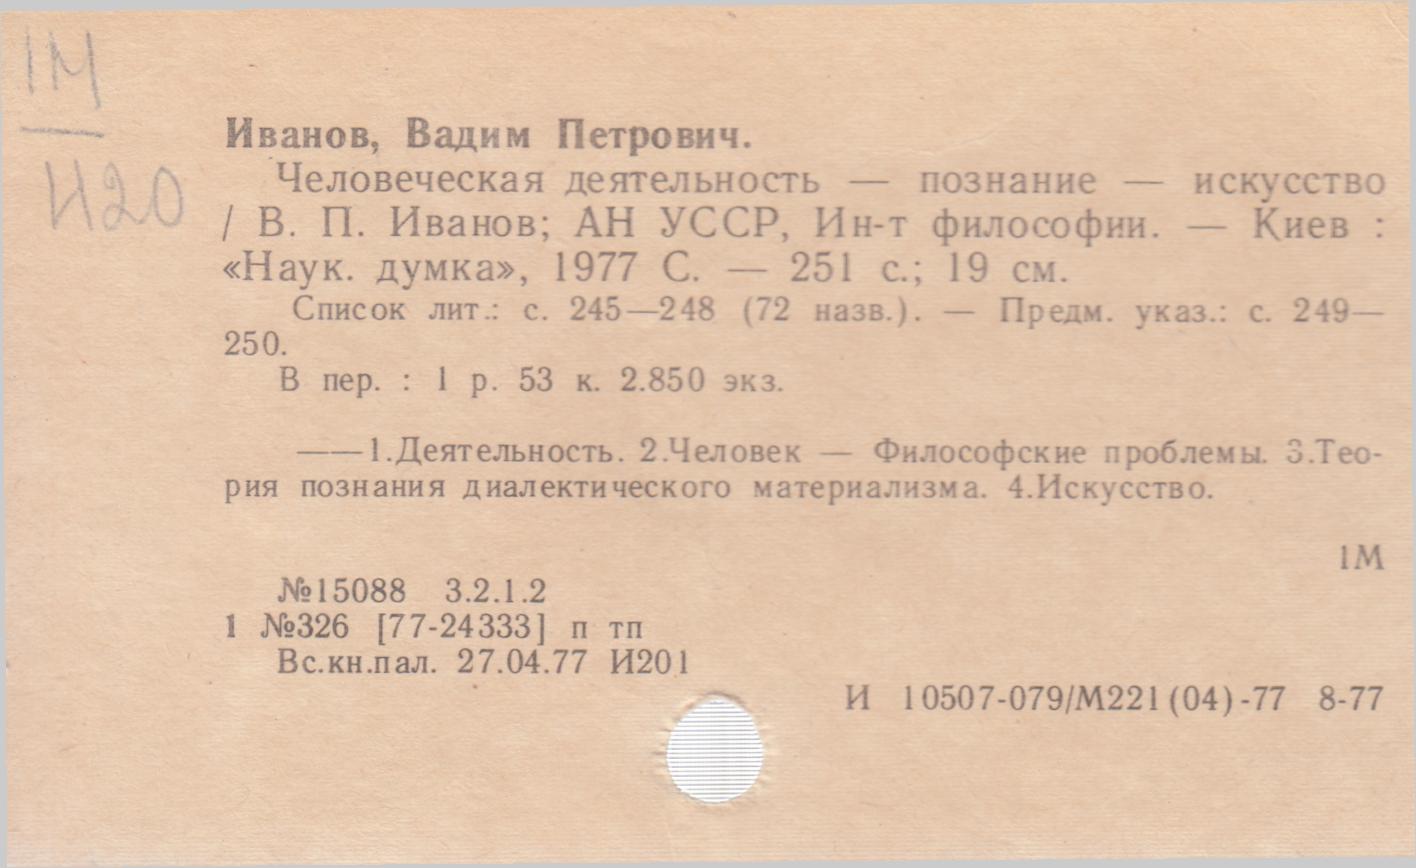 1М
И20
Иванов, Вадим Петрович.
Человеческая деятельность — познание — искусство
/ В. П. Иванов; АН УССР, Ин-т философии. — Киев :
«Наук. думка», 1977 С. — 251 с.; 19 см.
Список лит.: с. 245—248 (72 назв.). — Предм. указ.: с. 249—
250.
В пер. : 1 р. 53 к. 2.850 экз.
——1.Деятельность. 2.Человек — Философские проблемы. 3.Тео-
рия познания диалектического материализма. 4.Искусство.
1М
№15088 3.2.1.2
1 №326 [77-24333] п тп
Вс.кн.пал. 27.04.77 И201
И 10507-079/М221(04)-77 8-77